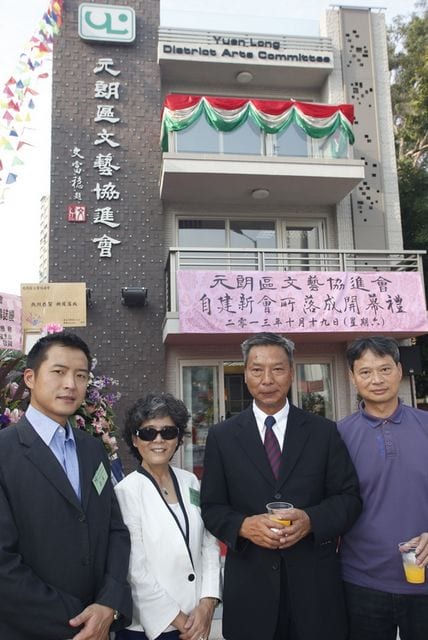 Yuen Long
District Arts Committee
元朗區文藝協進會
史富穏題
元朗區文藝協進會
自建新會所落成開幕禮
二零一三年十月十九日（星期六）